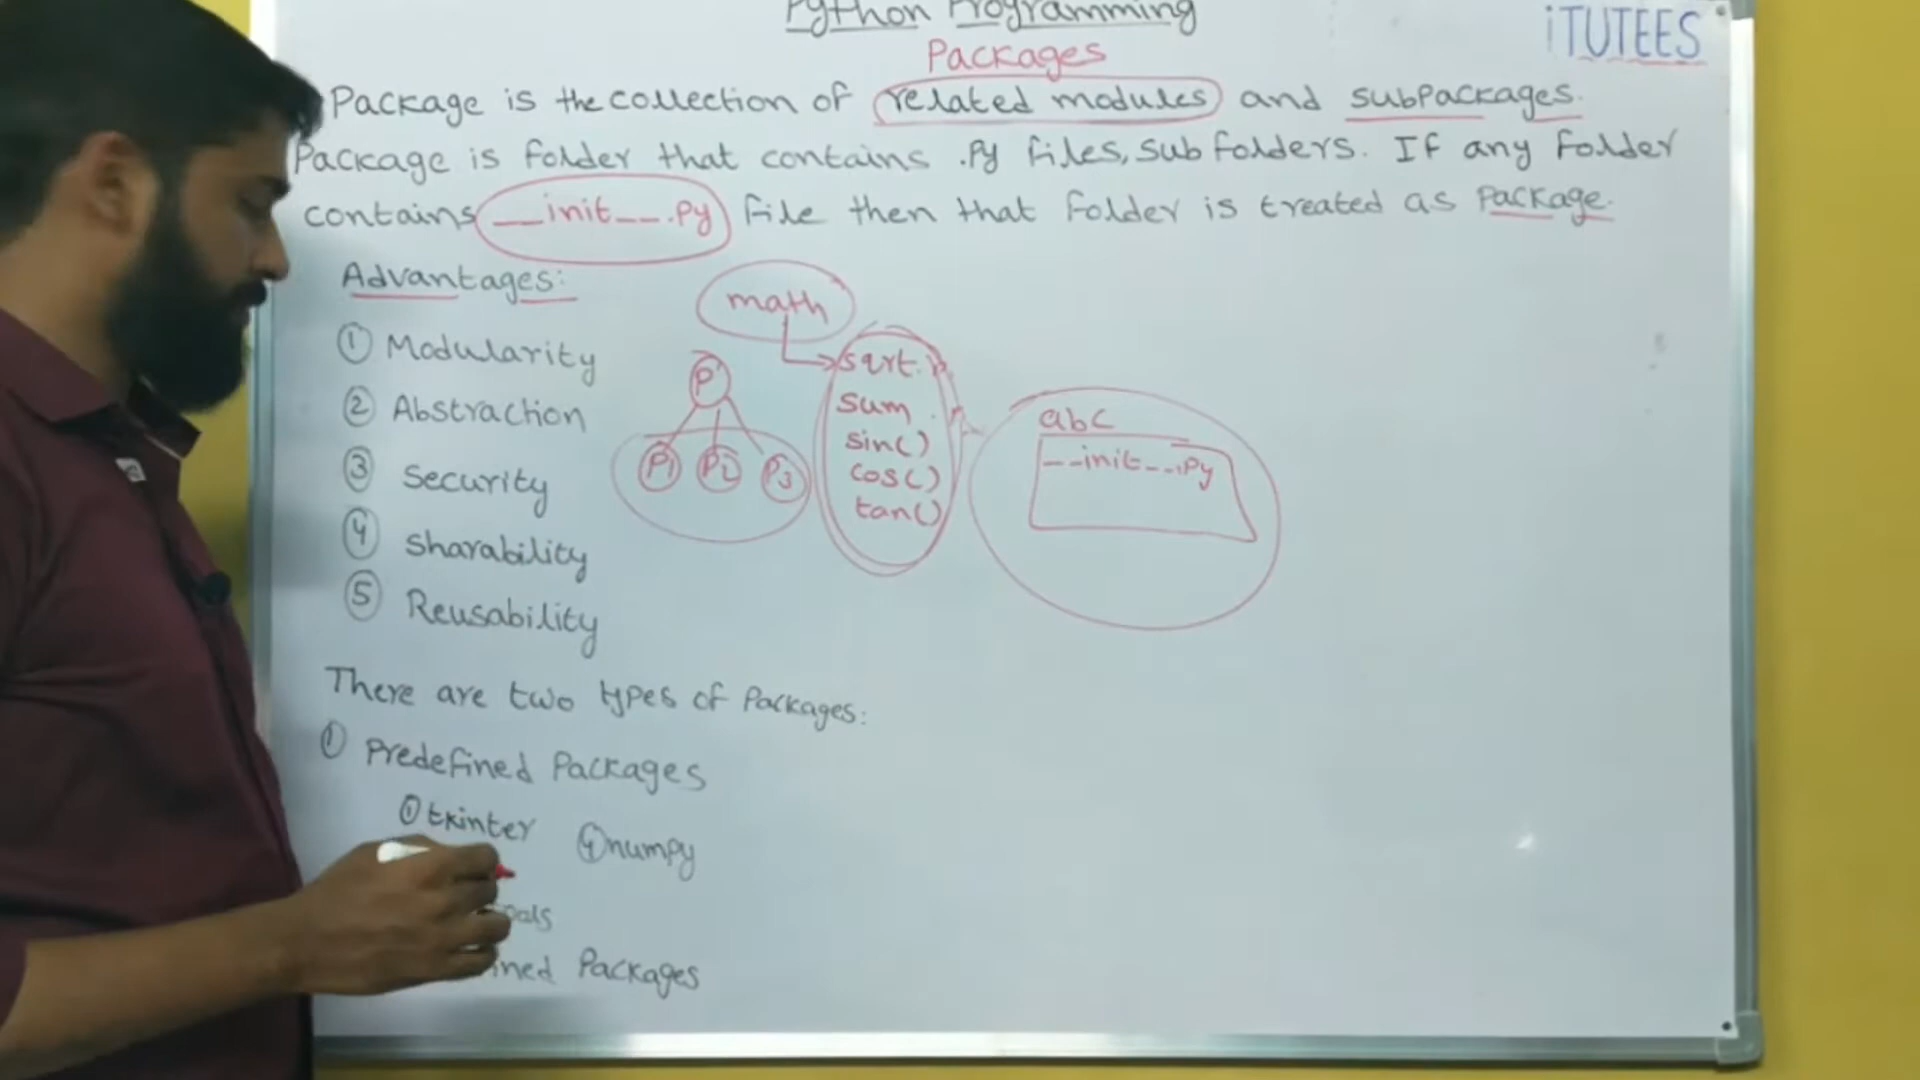 Python Programming
iTUTEES
Packages
Package is the collection of related modules and subpackages.
Package is folder that contains .Py files, sub folders. If any folder
contains __init__.py file then that folder is treated as package.
Advantages:
① Modularity
② Abstraction
③ Security
④ Sharability
⑤ Reusability
math
sqrt
sum
sin()
cos()
tan()
P
P1 P2 P3
abc
__init__.py
There are two types of Packages:
① Predefined Packages
① tkinter ④ numpy
ined Packages